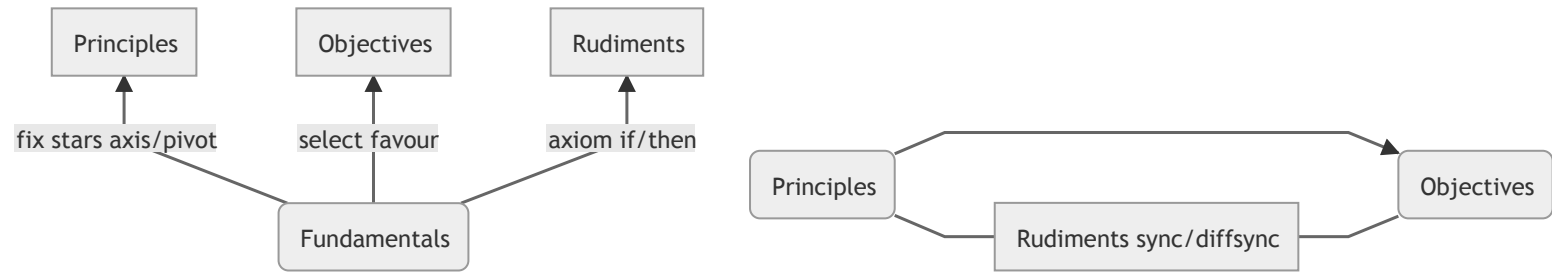 Principles
Objectives
Rudiments
fix stars axis/pivot
select favour
axiom if/then
Fundamentals
Principles
Objectives
Rudiments sync/diffsync